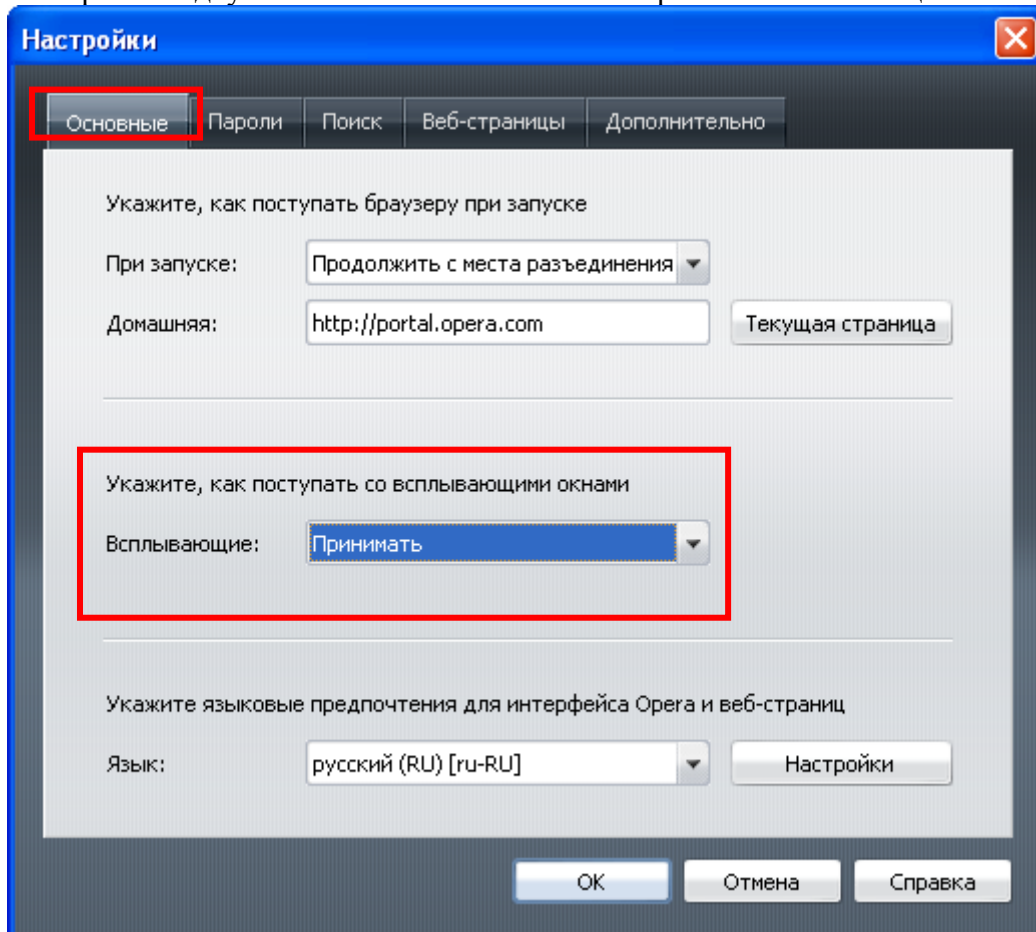 Настройки
Основные Пароли Поиск Веб-страницы Дополнительно
Укажите, как поступать браузеру при запуске
При запуске: Продолжить с места разъединения
Домашняя: http://portal.opera.com Текущая страница
Укажите, как поступать со всплывающими окнами
Всплывающие: Принимать
Укажите языковые предпочтения для интерфейса Opera и веб-страниц
Язык: русский (RU) [ru-RU] Настройки
OK Отмена Справка